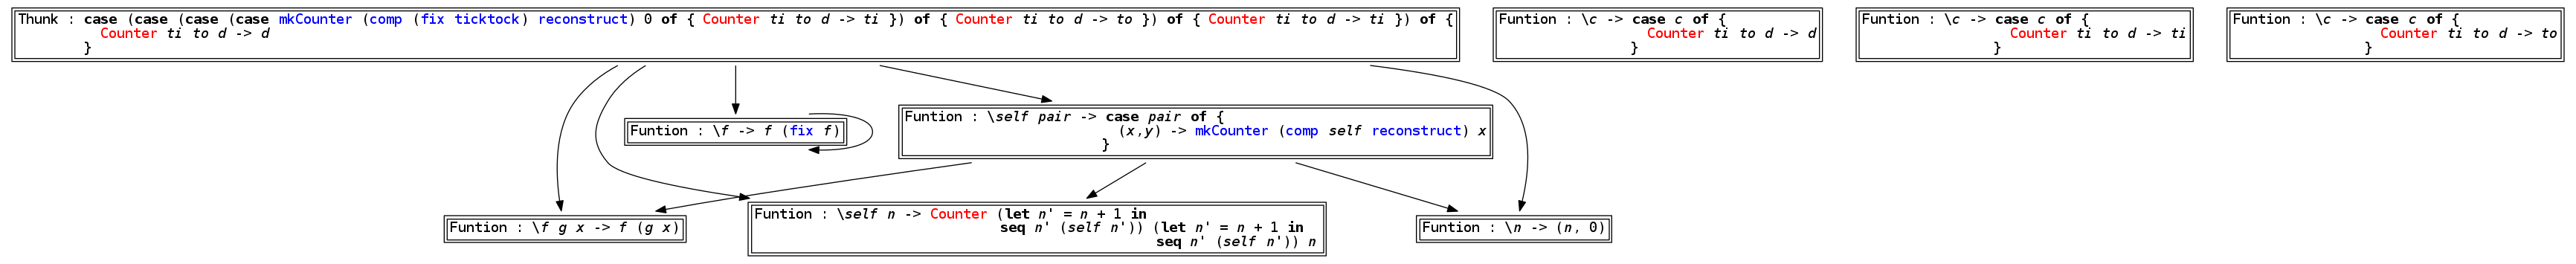 Thunk : case (case (case (case mkCounter (comp (fix ticktock) reconstruct) 0 of { Counter ti to d -> ti }) of { Counter ti to d -> to }) of { Counter ti to d -> ti }) of {
Counter ti to d -> d
}
Funtion : \c -> case c of {
Counter ti to d -> d
}
Funtion : \c -> case c of {
Counter ti to d -> ti
}
Funtion : \c -> case c of {
Counter ti to d -> to
}
Funtion : \f -> f (fix f)
Funtion : \self pair -> case pair of {
(x,y) -> mkCounter (comp self reconstruct) x
}
Funtion : \f g x -> f (g x)
Funtion : \self n -> Counter (let n' = n + 1 in
seq n' (self n')) (let n' = n + 1 in
seq n' (self n')) n
Funtion : \n -> (n, 0)